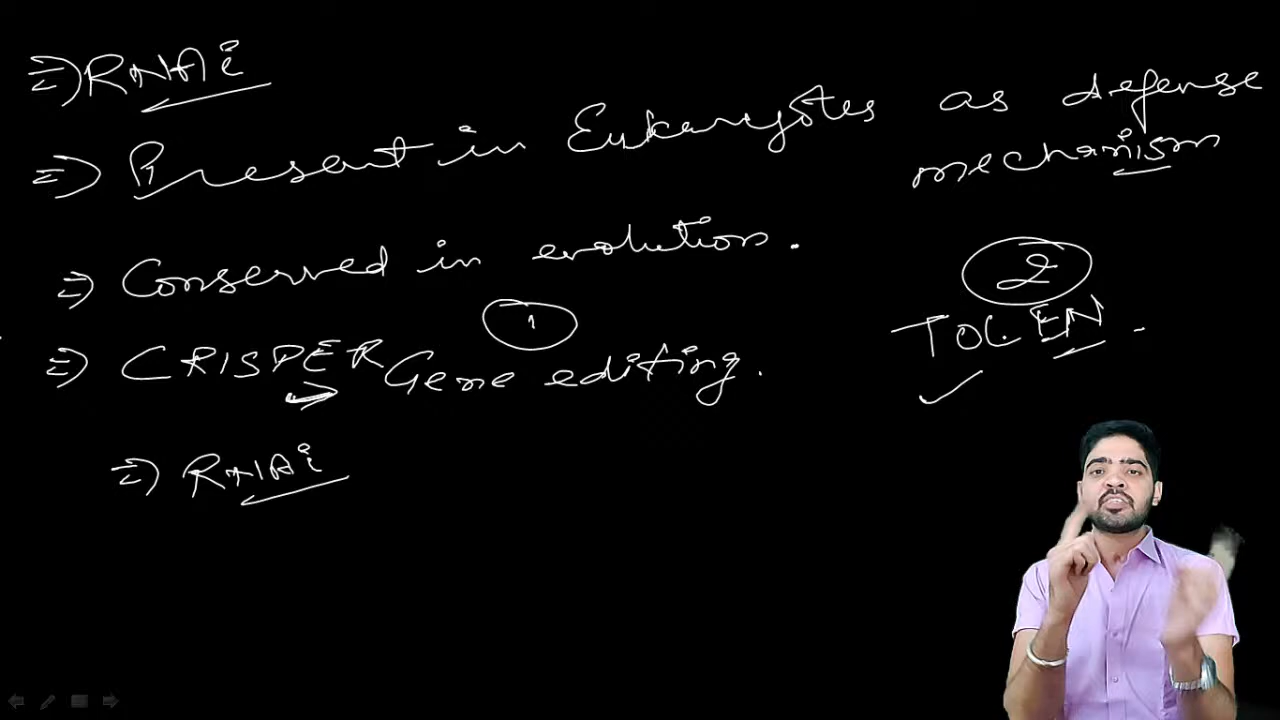 ⇒ RNAi
⇒ Present in Eukaryotes as defense
mechanism
⇒ Conserved in evolution.
1
2
⇒ CRISPER Gene editing.
TOLEN.
⇒ RNAi